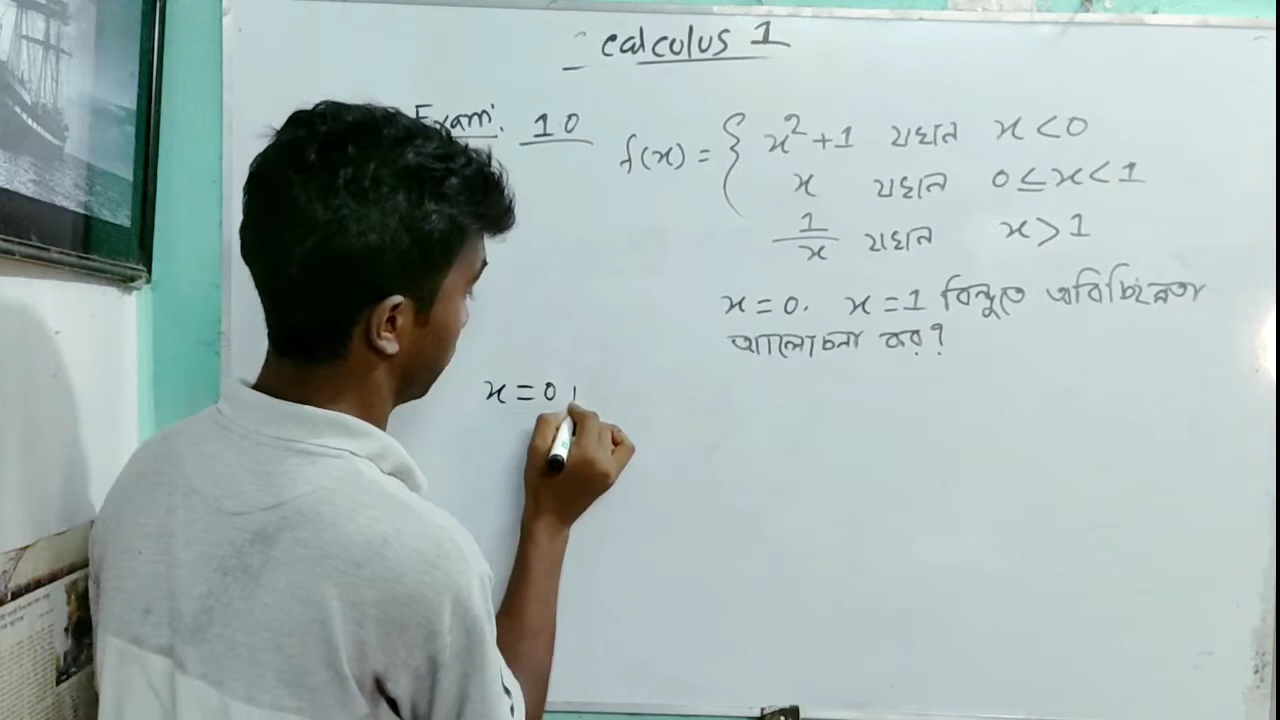 calculus 1
Exam: 10
f(x) = { x² + 1 যখন x < 0
x যখন 0 ≤ x < 1
1/x যখন x > 1
x = 0. x = 1 বিন্দুতে অবিচ্ছিন্নতা
আলোচনা কর?
x = 0